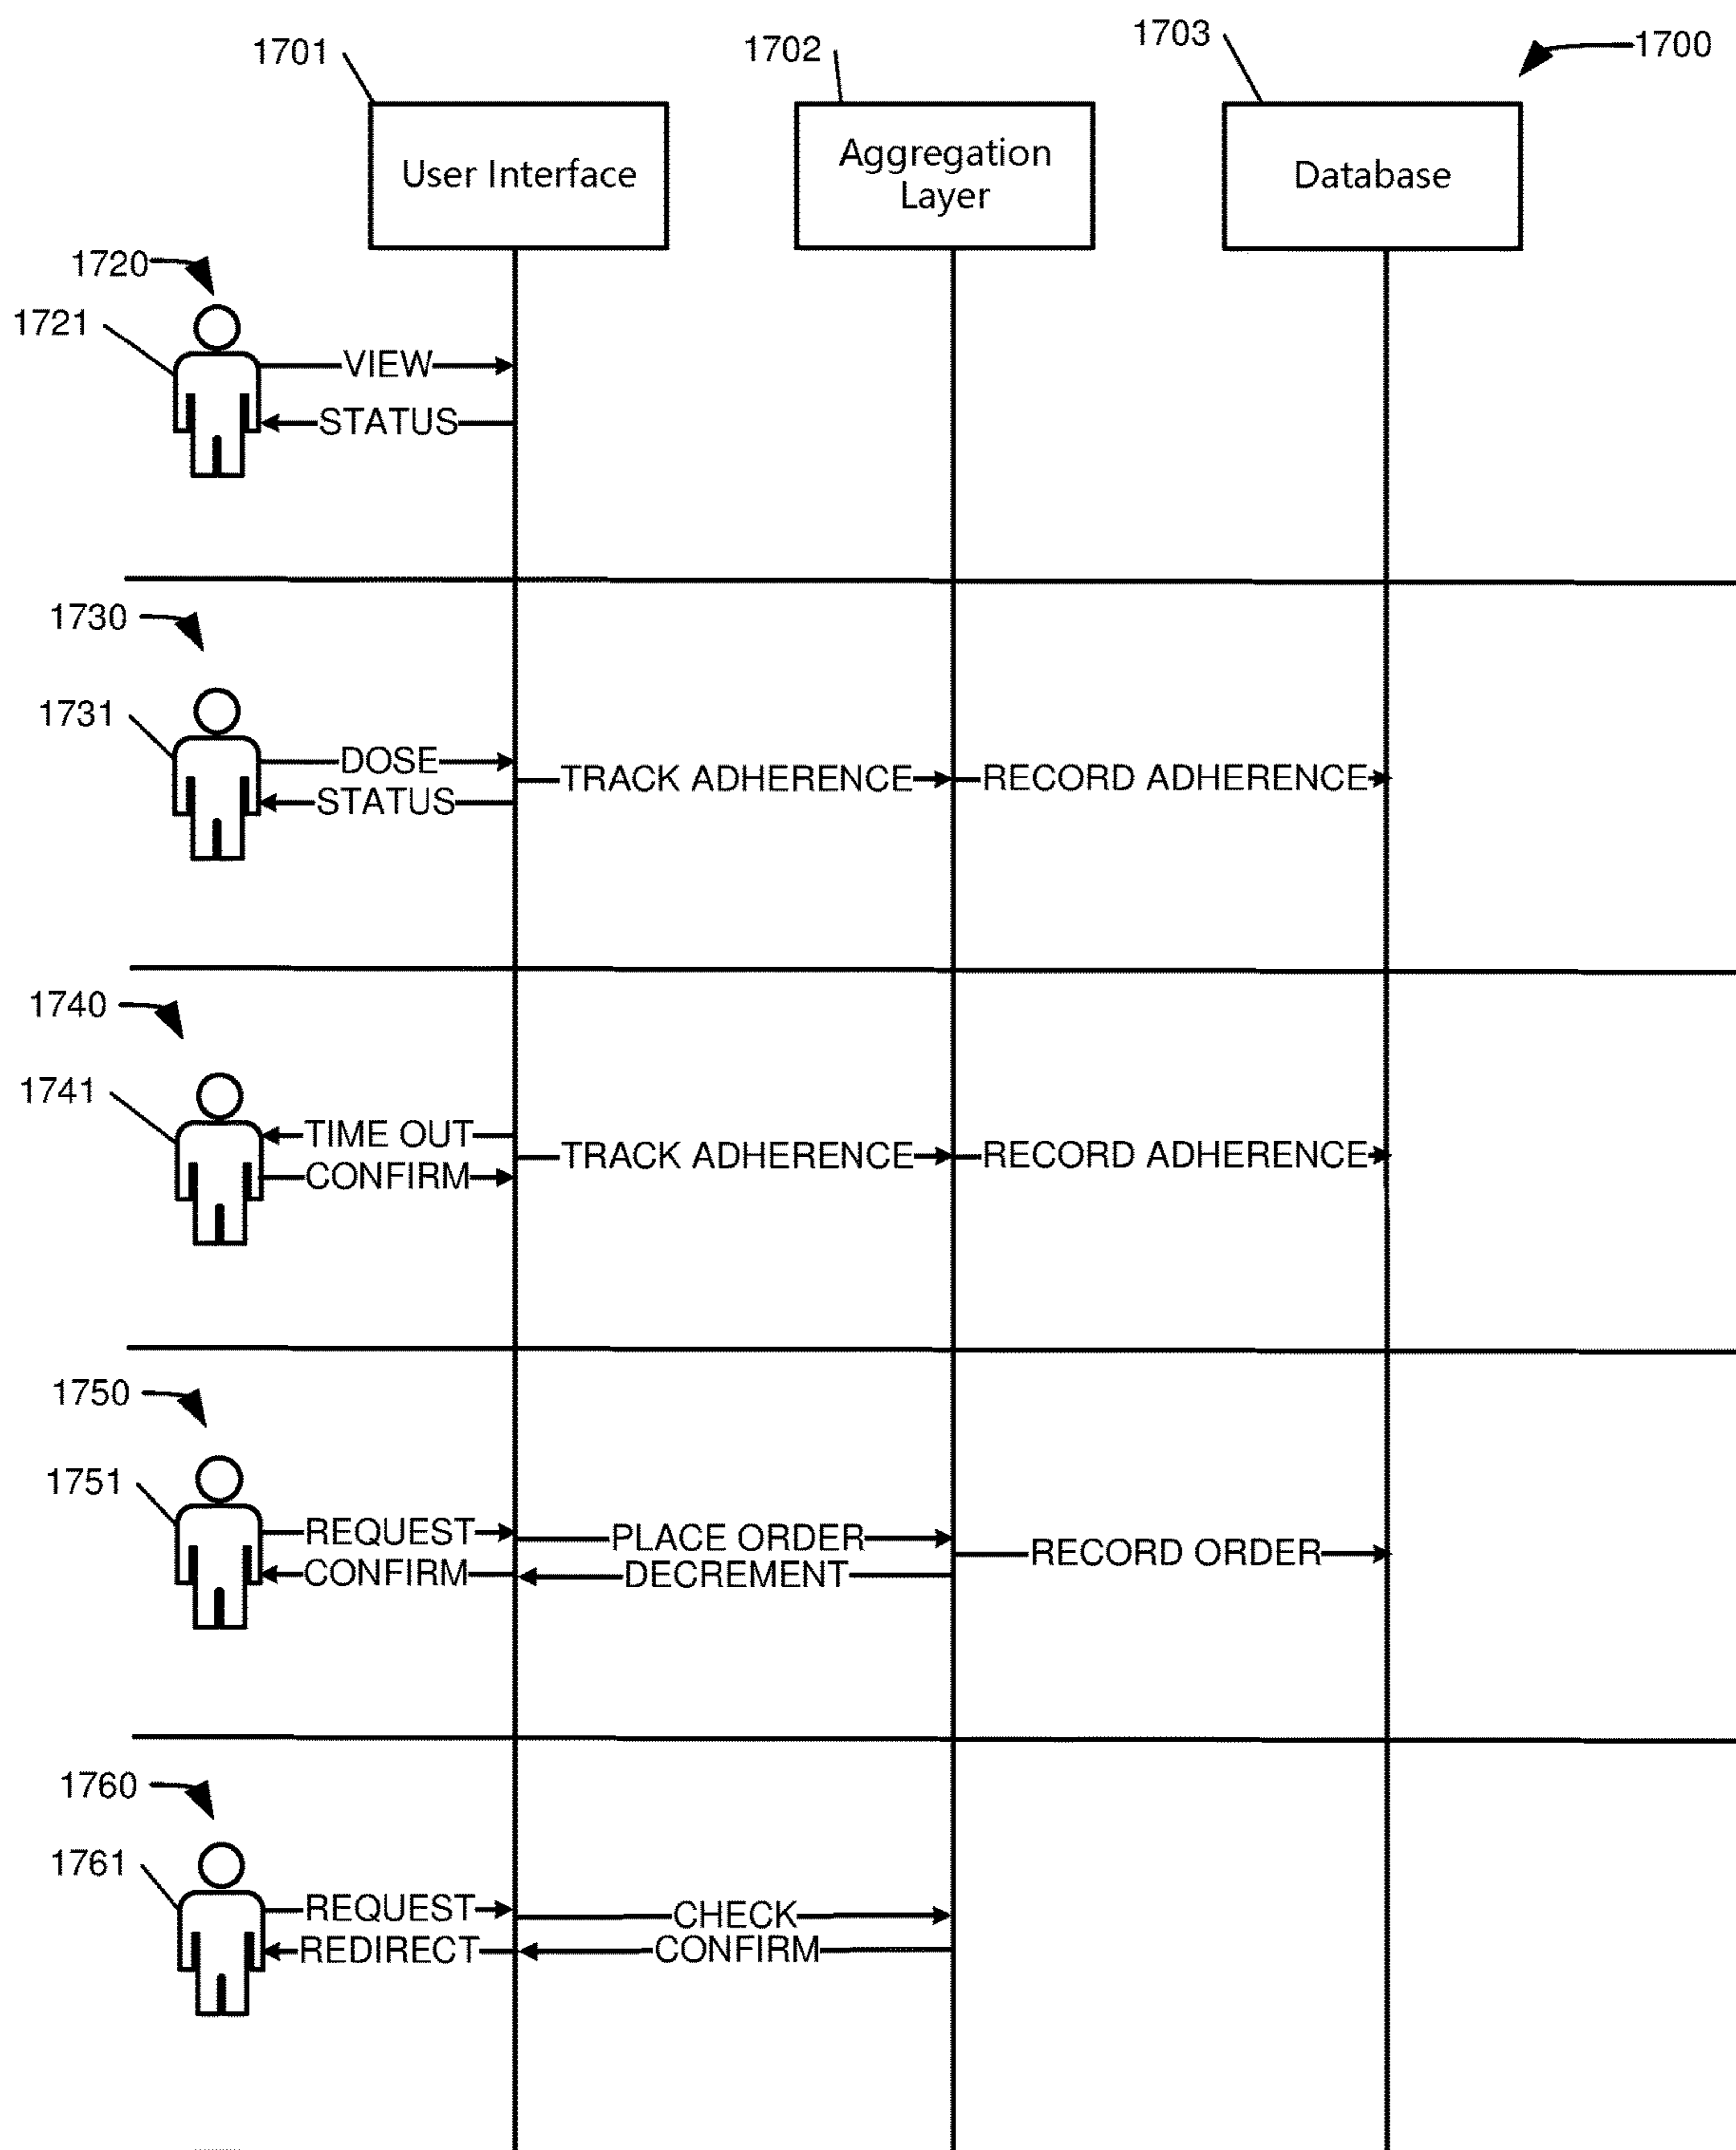 1701
1702
1703
1700
User Interface
Aggregation
Layer
Database
1720
1721
VIEW
STATUS
1730
1731
DOSE
TRACK ADHERENCE
RECORD ADHERENCE
STATUS
1740
1741
TIME OUT
TRACK ADHERENCE
RECORD ADHERENCE
CONFIRM
1750
1751
REQUEST
PLACE ORDER
RECORD ORDER
CONFIRM
DECREMENT
1760
1761
REQUEST
CHECK
REDIRECT
CONFIRM